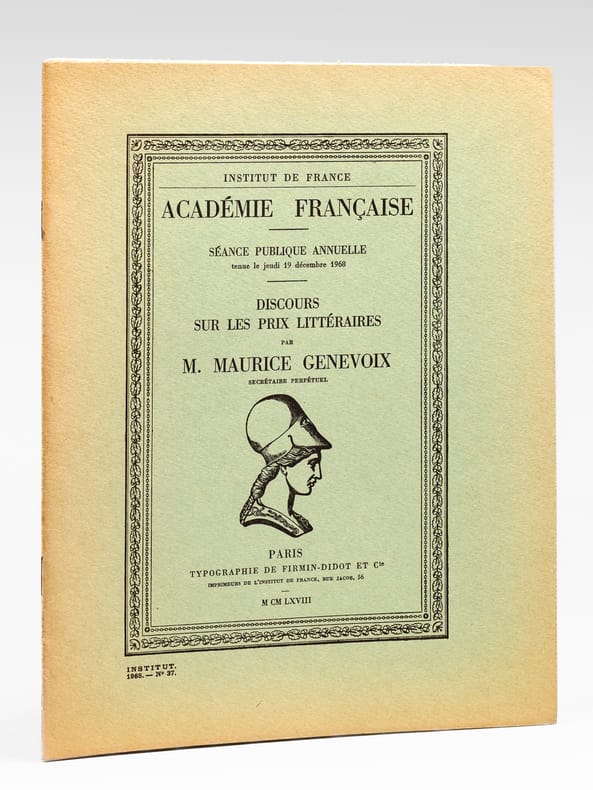 INSTITUT DE FRANCE
ACADÉMIE FRANÇAISE
SÉANCE PUBLIQUE ANNUELLE
tenue le jeudi 19 décembre 1968
DISCOURS
SUR LES PRIX LITTÉRAIRES
PAR
M. MAURICE GENEVOIX
SECRÉTAIRE PERPÉTUEL
PARIS
TYPOGRAPHIE DE FIRMIN-DIDOT ET Cie
IMPRIMEURS DE L'INSTITUT DE FRANCE, RUE JACOB, 56
M CM LXVIII
INSTITUT.
1968. — N° 37.